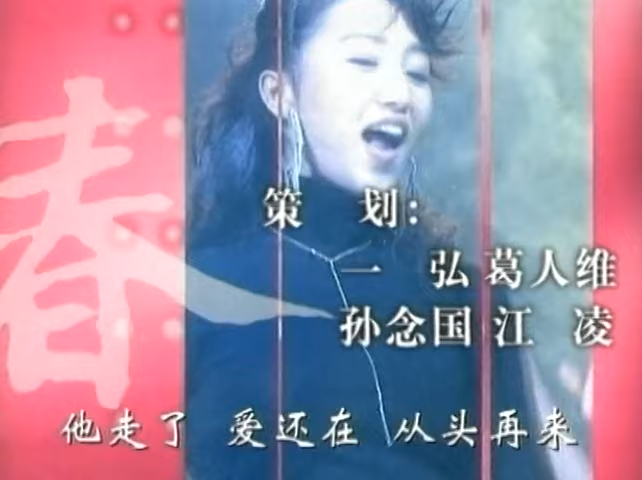 春
策 划:
一 弘 葛人维
孙念国 江 凌
他走了 爱还在 从头再来